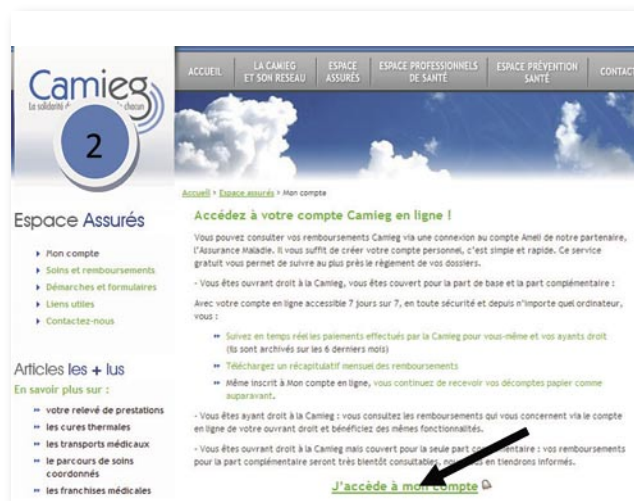 Camieg
La solidarité
chacun
2
ACCUEIL
LA CAMIEG
ET SON RESEAU
ESPACE
ASSURÉS
ESPACE PROFESSIONNELS
DE SANTÉ
ESPACE PRÉVENTION
SANTÉ
CONTACT
Accueil > Espace assurés > Mon compte
Espace Assurés
Mon compte
Soins et remboursements
Démarches et formulaires
Liens utiles
Contactez-nous
Articles les + lus
En savoir plus sur :
votre relevé de prestations
les cures thermales
les transports médicaux
le parcours de soins
coordonnés
les franchises médicales
Accédez à votre compte Camieg en ligne !
Vous pouvez consulter vos remboursements Camieg via une connexion au compte Ameli de notre partenaire,
l'Assurance Maladie. Il vous suffit de créer votre compte personnel, c'est simple et rapide. Ce service
gratuit vous permet de suivre au plus près le règlement de vos dossiers.
- Vous êtes ouvrant droit à la Camieg, vous êtes couvert pour la part de base et la part complémentaire :
Avec votre compte en ligne accessible 7 jours sur 7, en toute sécurité et depuis n'importe quel ordinateur,
vous :
Suivez en temps réel les paiements effectués par la Camieg pour vous-même et vos ayants droit
(ils sont archivés sur les 6 derniers mois)
Téléchargez un récapitulatif mensuel des remboursements
Même inscrit à Mon compte en ligne, vous continuez de recevoir vos décomptes papier comme
auparavant.
- Vous êtes ayant droit à la Camieg : vous consultez les remboursements qui vous concernent via le compte
en ligne de votre ouvrant droit et bénéficiez des mêmes fonctionnalités.
- Vous êtes ouvrant droit à la Camieg mais couvert pour la seule part complémentaire : vos remboursements
pour la part complémentaire seront très bientôt consultables, en tiendrons informés.
J'accède à mon compte